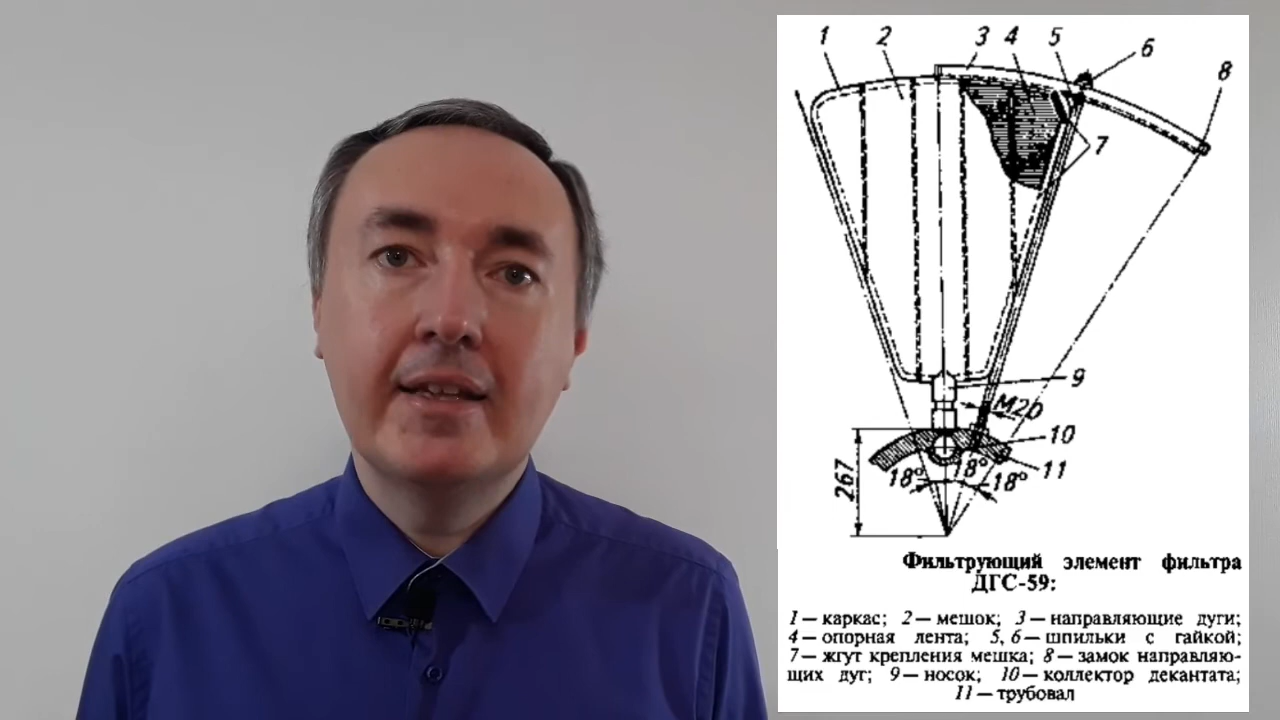 1
2
3
4
5
6
8
7
9
M20
10
11
267
18°
18°
18°
Фильтрующий элемент фильтра
ДГС-59:
1 — каркас; 2 — мешок; 3 — направляющие дуги;
4 — опорная лента; 5, 6 — шпильки с гайкой;
7 — жгут крепления мешка; 8 — замок направляю-
щих дуг; 9 — носок; 10 — коллектор декантата;
11 — трубовал